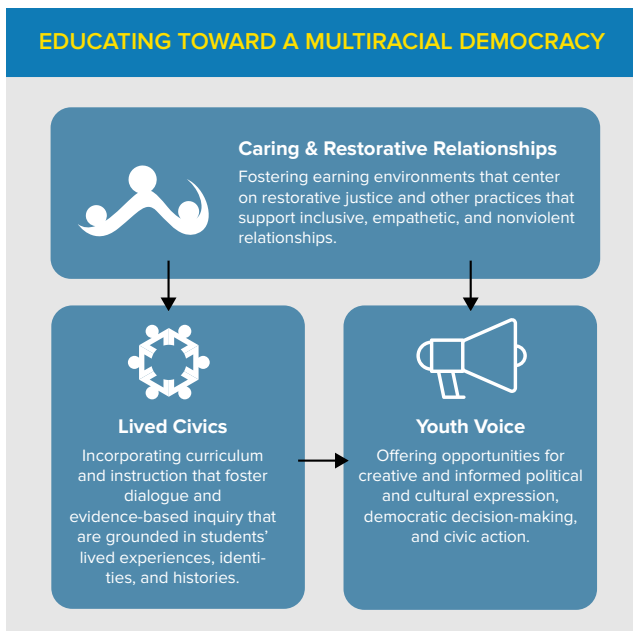 EDUCATING TOWARD A MULTIRACIAL DEMOCRACY
Caring & Restorative Relationships
Fostering earning environments that center
on restorative justice and other practices that
support inclusive, empathetic, and nonviolent
relationships.
Lived Civics
Incorporating curriculum
and instruction that foster
dialogue and
evidence-based inquiry that
are grounded in students’
lived experiences, identi-
ties, and histories.
Youth Voice
Offering opportunities for
creative and informed political
and cultural expression,
democratic decision-making,
and civic action.